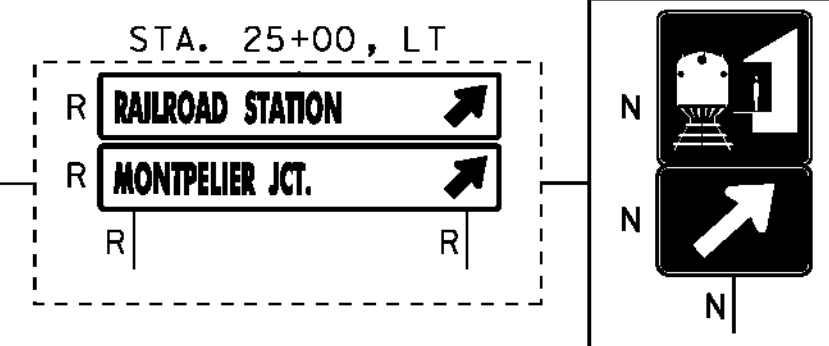 STA. 25+00, LT
R RAILROAD STATION
R MONTPELIER JCT.
R R
N
N
N